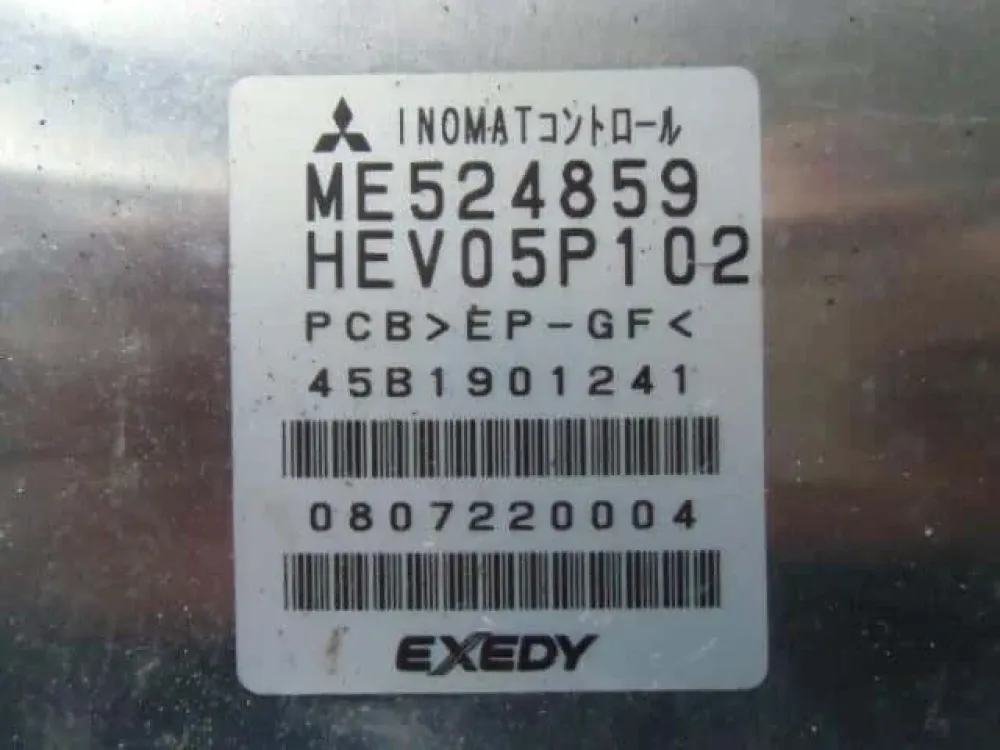 INOMATコントロール
ME524859
HEV05P102
PCB>EP-GF<
45B1901241
0807220004
EXEDY